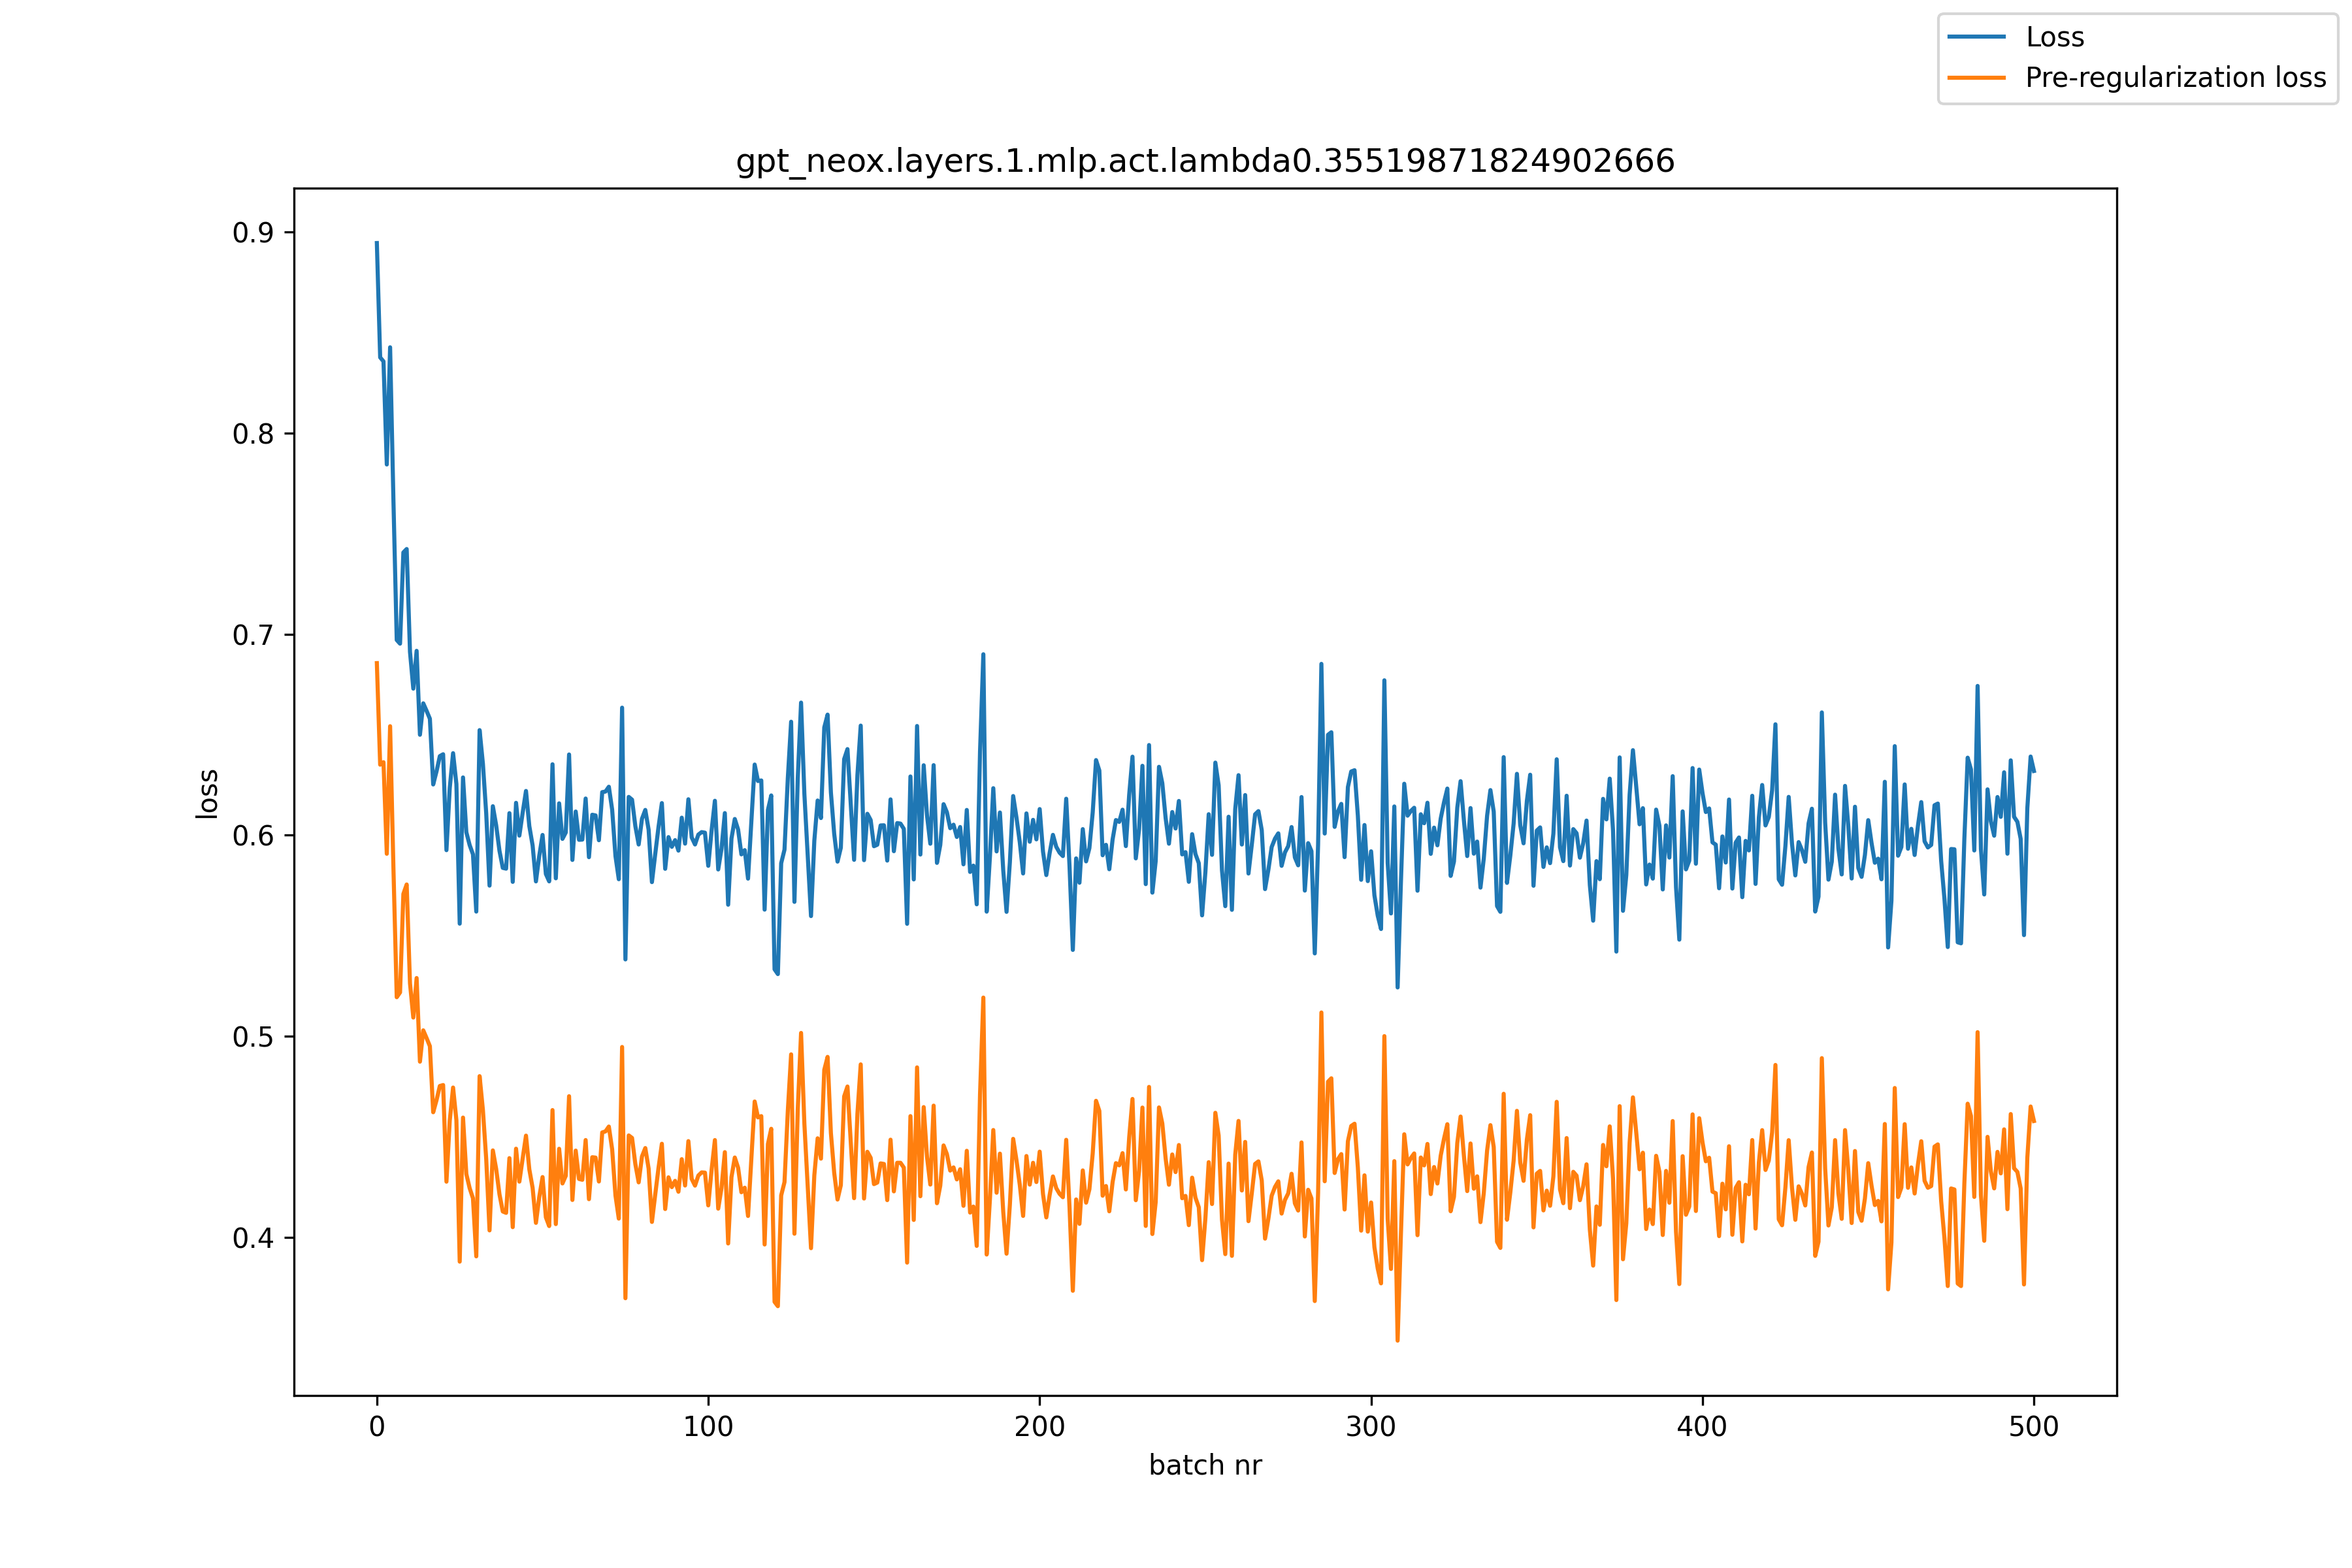 Loss
Pre-regularization loss
gpt_neox.layers.1.mlp.act.lambda0.35519871824902666
0.9
0.8
0.7
0.6
0.5
0.4
loss
0 100 200 300 400 500
batch nr